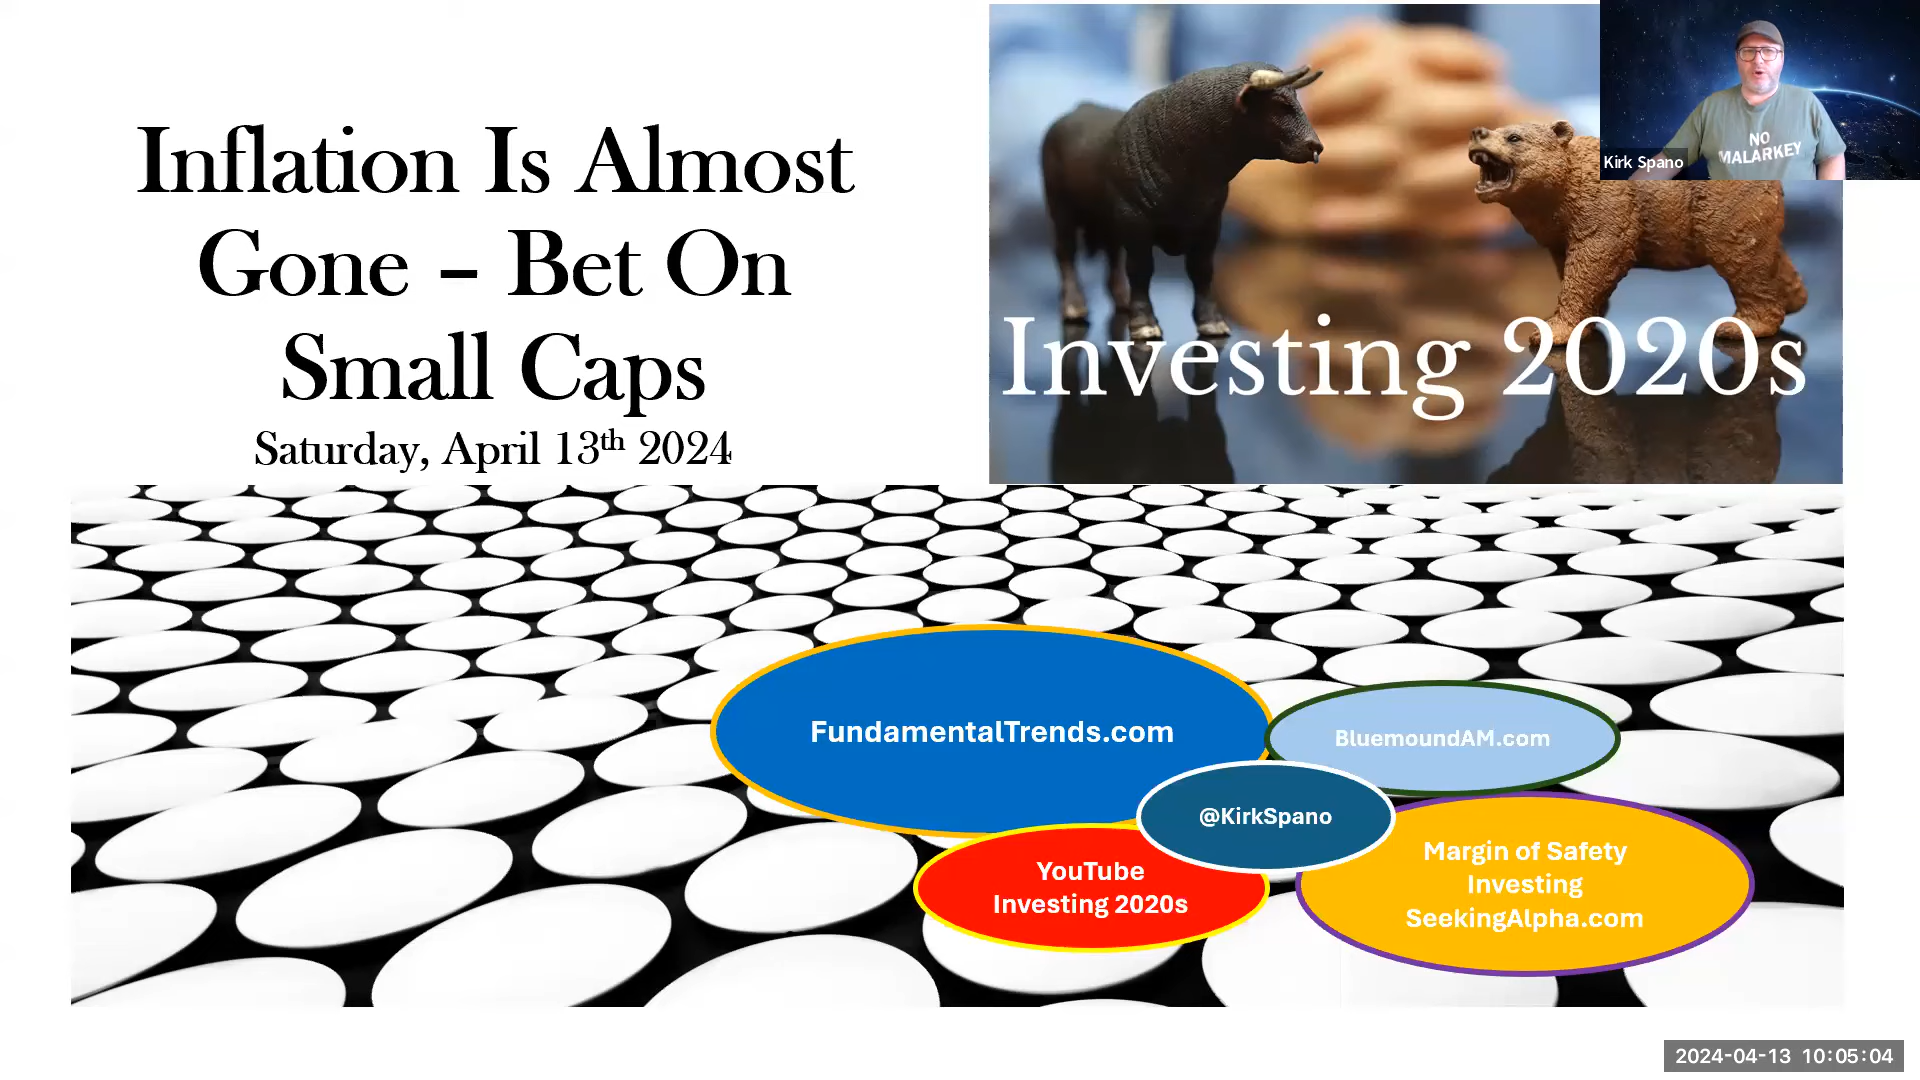 Inflation Is Almost
Gone – Bet On
Small Caps
Saturday, April 13th 2024
Investing 2020s
NO
MALARKEY
Kirk Spano
FundamentalTrends.com
BluemoundAM.com
@KirkSpano
YouTube
Investing 2020s
Margin of Safety
Investing
SeekingAlpha.com
2024-04-13 10:05:04